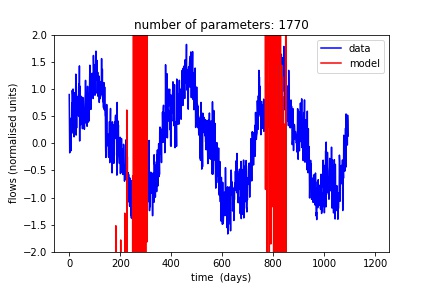 number of parameters: 1770
2.0
1.5
1.0
0.5
0.0
−0.5
−1.0
−1.5
−2.0
flows (normalised units)
data
model
0 200 400 600 800 1000 1200
time (days)